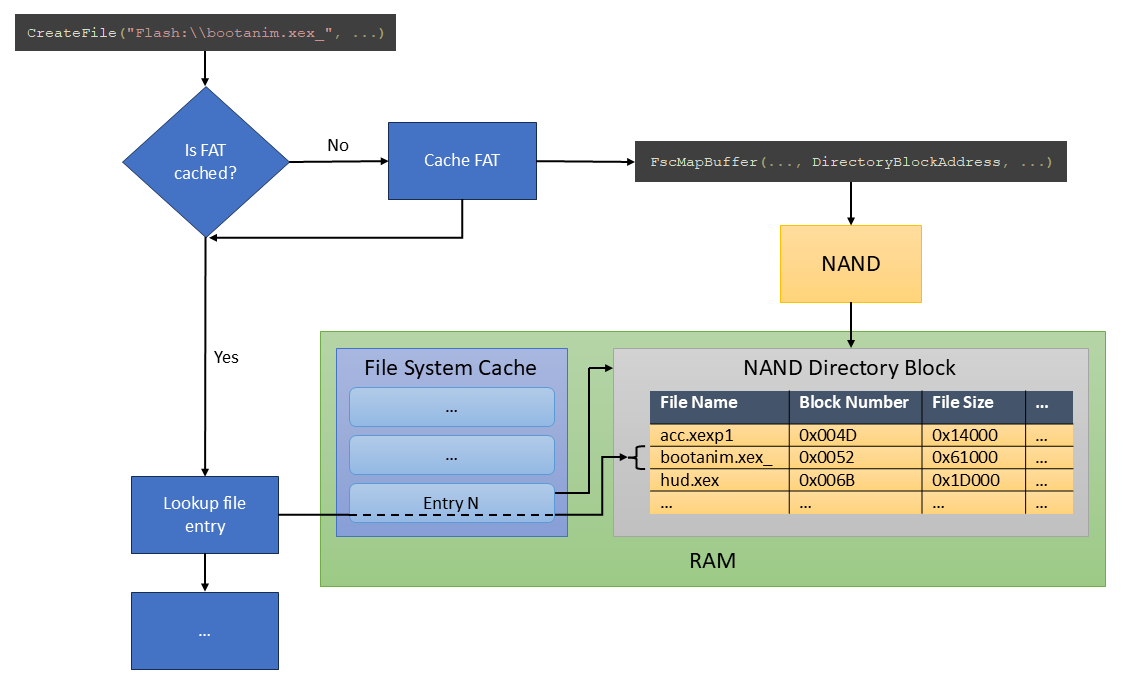 CreateFile("Flash:\\bootanim.xex_", ...)
Is FAT
cached?
No
Cache FAT
FscMapBuffer(..., DirectoryBlockAddress, ...)
NAND
Yes
File System Cache
...
...
Entry N
NAND Directory Block
File Name Block Number File Size ...
acc.xexp1 0x004D 0x14000 ...
bootanim.xex_ 0x0052 0x61000 ...
hud.xex 0x006B 0x1D000 ...
... ... ... ...
RAM
Lookup file
entry
...